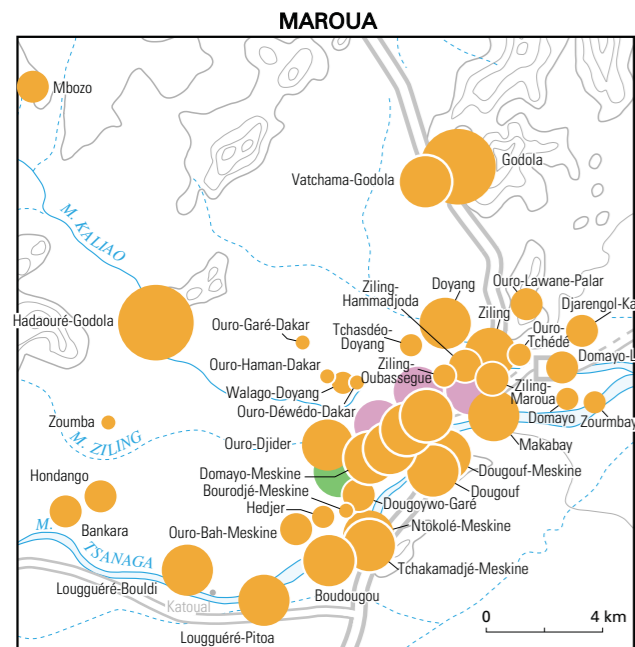 MAROUA
Mbozo
Godola
Vatchama-Godola
M. KALIAO
Ziling-
Hammadjoda
Doyang
Ouro-Lawane-Palar
Ziling
Djarengol-Ka
Hadaouré-Godola
Ouro-Garé-Dakar
Tchasdéo-
Doyang
Ouro-
Tchédé
Ouro-Haman-Dakar
Ziling-
Oubassegue
Domayo-L
Walago-Doyang
Ziling-
Maroua
Ouro-Déwédo-Dakar
Domayo
Zourmbay
Zoumba
M. ZILING
Ouro-Djider
Makabay
Domayo-Meskine
Dougouf-Meskine
Hondango
Bourodjé-Meskine
Dougouf
Hedjer
Dougoywo-Garé
Bankara
Ouro-Bah-Meskine
Ntokolé-Meskine
M. TSANAGA
Tchakamadjé-Meskine
Lougguéré-Bouldi
Katoual
Boudougou
Lougguéré-Pitoa
0 4 km